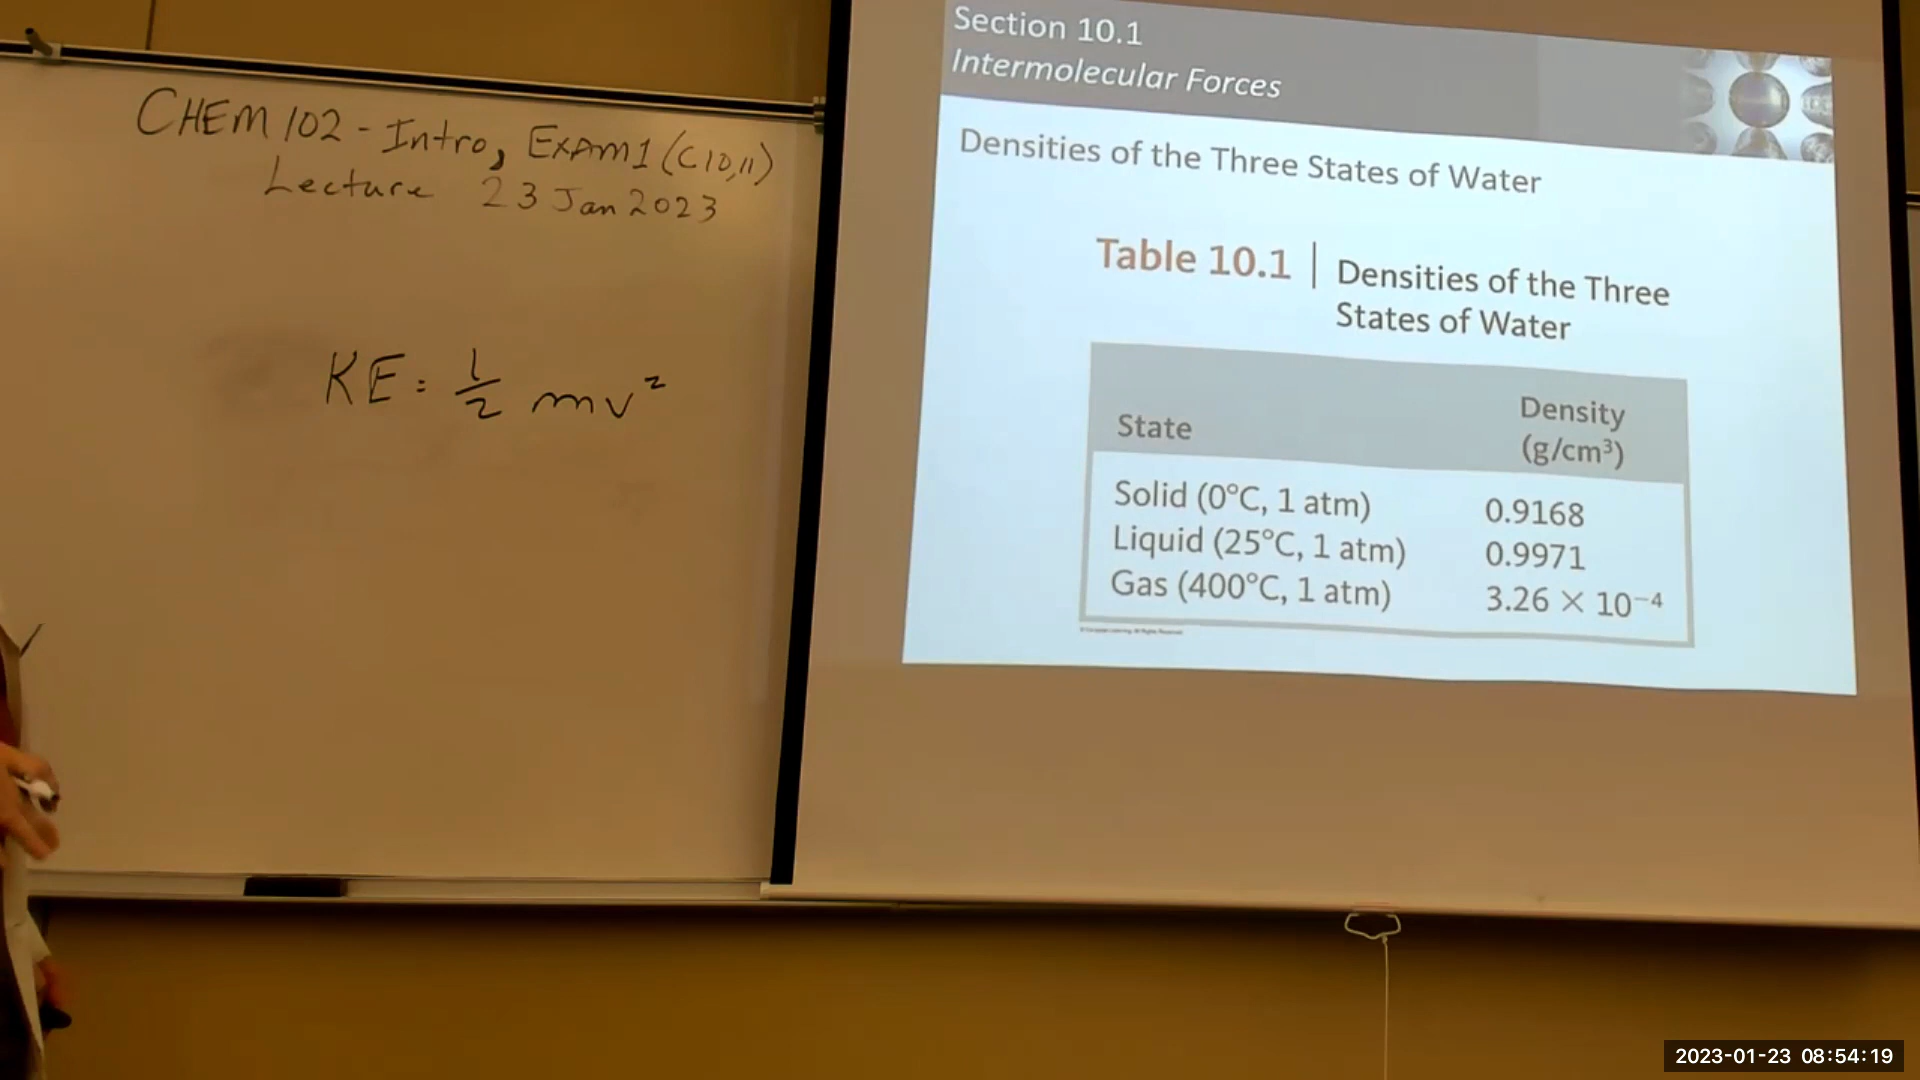 CHEM 102 - Intro, EXAM1 (C10,11)
Lecture 23 Jan 2023
KE = 1/2 mv²
Section 10.1
Intermolecular Forces
Densities of the Three States of Water
Table 10.1 | Densities of the Three
States of Water
State Density
(g/cm³)
Solid (0°C, 1 atm) 0.9168
Liquid (25°C, 1 atm) 0.9971
Gas (400°C, 1 atm) 3.26 × 10⁻⁴
2023-01-23 08:54:19